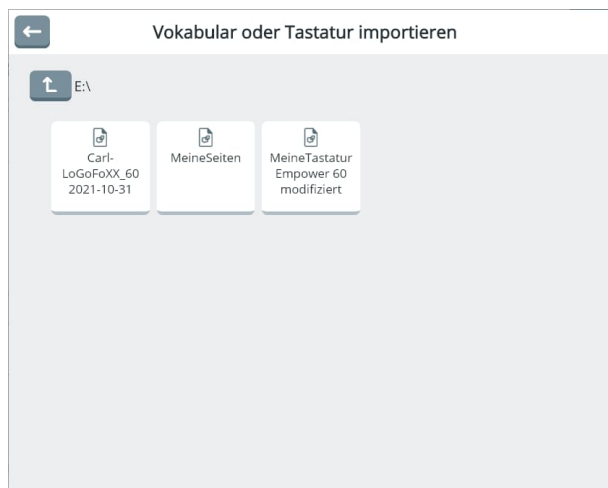 Vokabular oder Tastatur importieren
E:\
Carl-
LoGoFoXX_60
2021-10-31
MeineSeiten
MeineTastatur
Empower 60
modifiziert